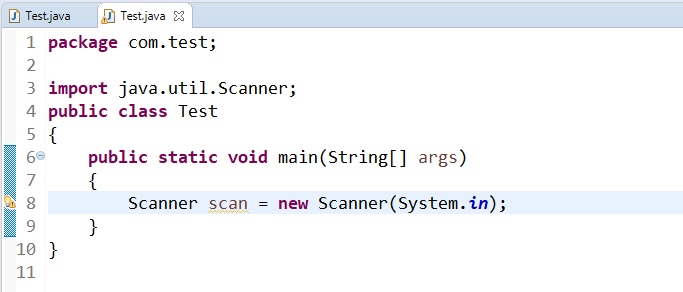 Test.java Test.java
1 package com.test;
2
3 import java.util.Scanner;
4 public class Test
5 {
6 public static void main(String[] args)
7 {
8 Scanner scan = new Scanner(System.in);
9 }
10 }
11